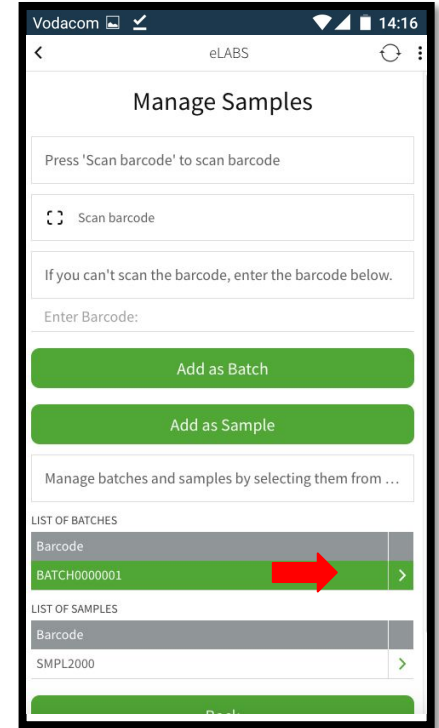 Vodacom 14:16
eLABS
Manage Samples
Press 'Scan barcode' to scan barcode
Scan barcode
If you can't scan the barcode, enter the barcode below.
Enter Barcode:
Add as Batch
Add as Sample
Manage batches and samples by selecting them from ...
LIST OF BATCHES
Barcode
BATCH0000001
LIST OF SAMPLES
Barcode
SMPL2000
Back